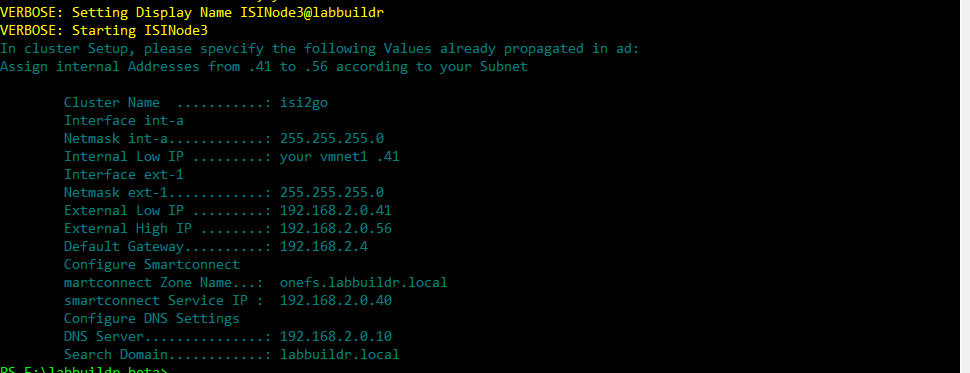 VERBOSE: Setting Display Name ISINode3@labbuildr
VERBOSE: Starting ISINode3
In cluster Setup, please spevcify the following Values already propagated in ad:
Assign internal Addresses from .41 to .56 according to your Subnet
Cluster Name ...........: isi2go
Interface int-a
Netmask int-a............: 255.255.255.0
Internal Low IP .........: your vmnet1 .41
Interface ext-1
Netmask ext-1............: 255.255.255.0
External Low IP .........: 192.168.2.0.41
External High IP ........: 192.168.2.0.56
Default Gateway..........: 192.168.2.4
Configure Smartconnect
martconnect Zone Name...: onefs.labbuildr.local
smartconnect Service IP : 192.168.2.0.40
Configure DNS Settings
DNS Server...............: 192.168.2.0.10
Search Domain............: labbuildr.local
PS E:\labbuildr.beta>